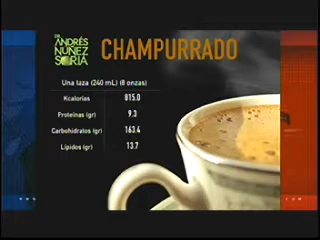 DR.
ANDRÉS
NUÑEZ
SORIA
CHAMPURRADO
Una taza (240 mL) (8 onzas)
Kcalorías 815.0
Proteínas (gr) 9.3
Carbohidratos (gr) 163.4
Lípidos (gr) 13.7